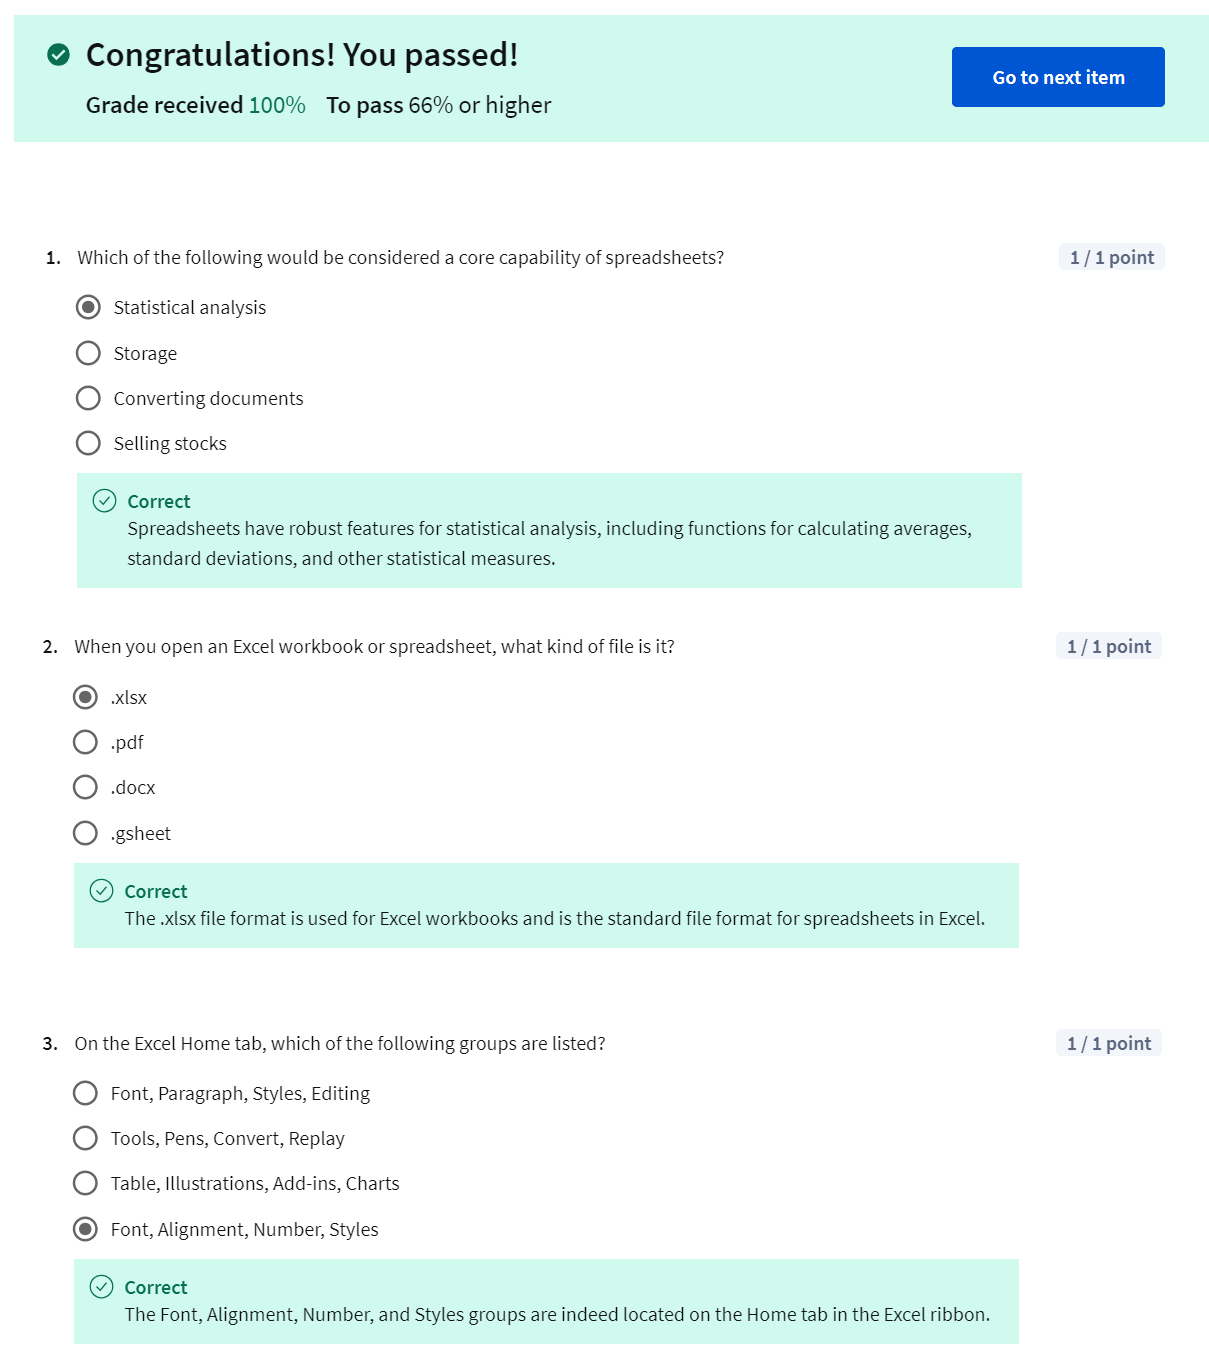 Congratulations! You passed!
Grade received 100% To pass 66% or higher
Go to next item
1. Which of the following would be considered a core capability of spreadsheets?
1 / 1 point
Statistical analysis
Storage
Converting documents
Selling stocks
Correct
Spreadsheets have robust features for statistical analysis, including functions for calculating averages,
standard deviations, and other statistical measures.
2. When you open an Excel workbook or spreadsheet, what kind of file is it?
1 / 1 point
.xlsx
.pdf
.docx
.gsheet
Correct
The .xlsx file format is used for Excel workbooks and is the standard file format for spreadsheets in Excel.
3. On the Excel Home tab, which of the following groups are listed?
1 / 1 point
Font, Paragraph, Styles, Editing
Tools, Pens, Convert, Replay
Table, Illustrations, Add-ins, Charts
Font, Alignment, Number, Styles
Correct
The Font, Alignment, Number, and Styles groups are indeed located on the Home tab in the Excel ribbon.